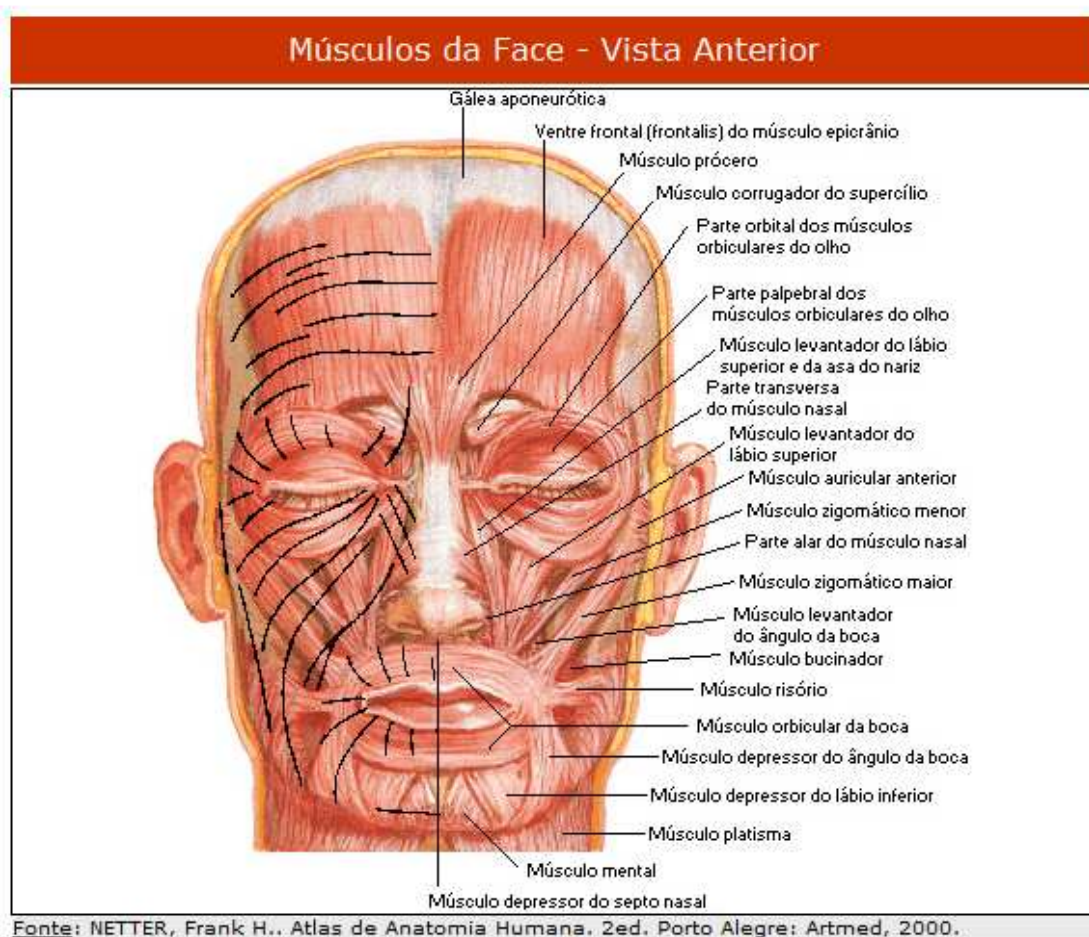 Músculos da Face - Vista Anterior
Gálea aponeurótica
Ventre frontal (frontalis) do músculo epicrânio
Músculo prócero
Músculo corrugador do supercílio
Parte orbital dos músculos
orbiculares do olho
Parte palpebral dos
músculos orbiculares do olho
Músculo levantador do lábio
superior e da asa do nariz
Parte transversa
do músculo nasal
Músculo levantador do
lábio superior
Músculo auricular anterior
Músculo zigomático menor
Parte alar do músculo nasal
Músculo zigomático maior
Músculo levantador
do ângulo da boca
Músculo bucinador
Músculo risório
Músculo orbicular da boca
Músculo depressor do ângulo da boca
Músculo depressor do lábio inferior
Músculo platisma
Músculo mental
Músculo depressor do septo nasal
Fonte: NETTER, Frank H.. Atlas de Anatomia Humana. 2ed. Porto Alegre: Artmed, 2000.